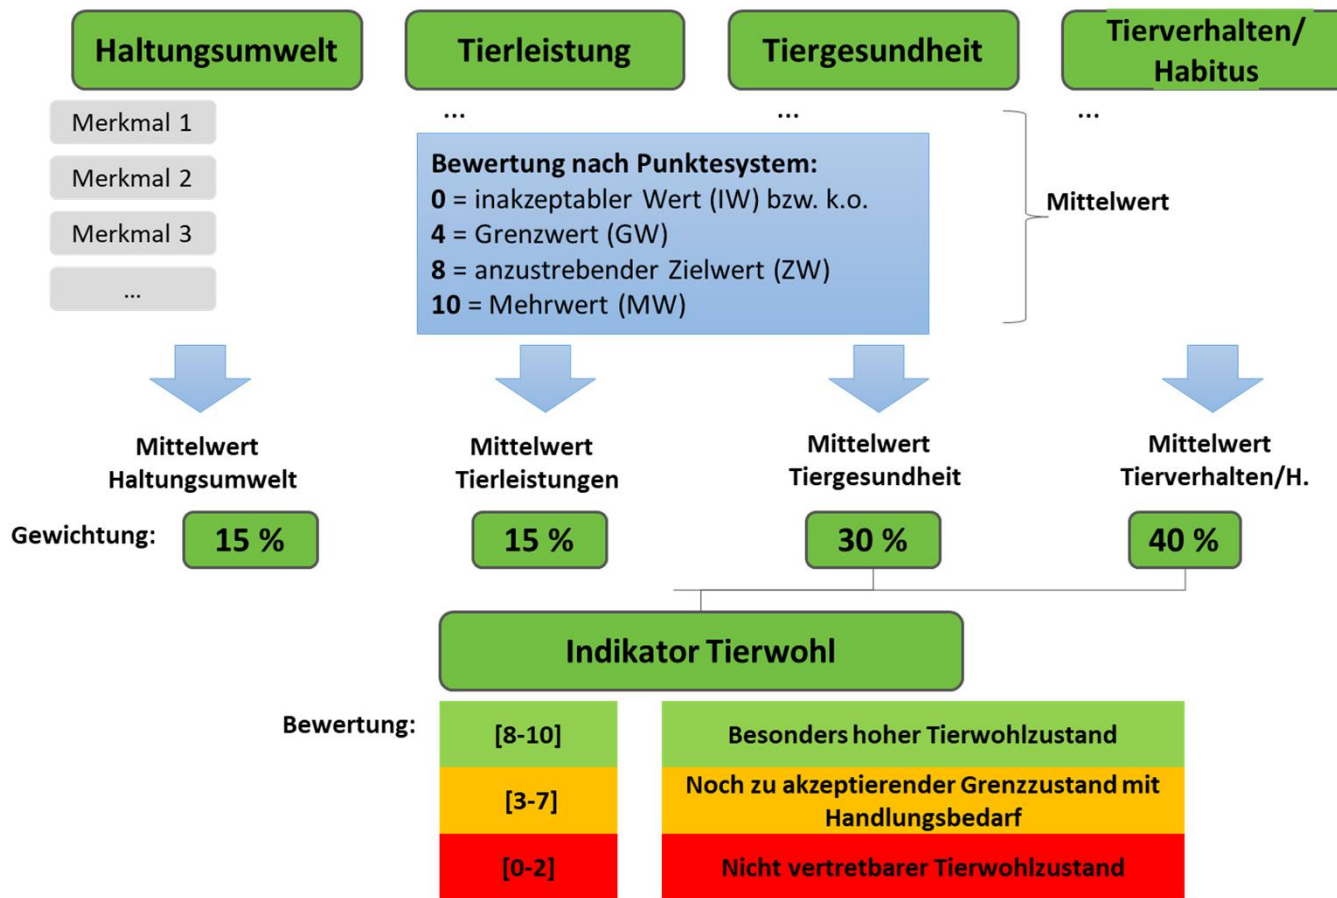 Haltungsumwelt
Tierleistung
Tiergesundheit
Tierverhalten/
Habitus
Merkmal 1
Merkmal 2
Merkmal 3
...
...
...
...
Bewertung nach Punktesystem:
0 = inakzeptabler Wert (IW) bzw. k.o.
4 = Grenzwert (GW)
8 = anzustrebender Zielwert (ZW)
10 = Mehrwert (MW)
Mittelwert
Mittelwert
Haltungsumwelt
Mittelwert
Tierleistungen
Mittelwert
Tiergesundheit
Mittelwert
Tierverhalten/H.
Gewichtung:
15 %
15 %
30 %
40 %
Indikator Tierwohl
Bewertung:
[8-10]
Besonders hoher Tierwohlzustand
[3-7]
Noch zu akzeptierender Grenzzustand mit
Handlungsbedarf
[0-2]
Nicht vertretbarer Tierwohlzustand